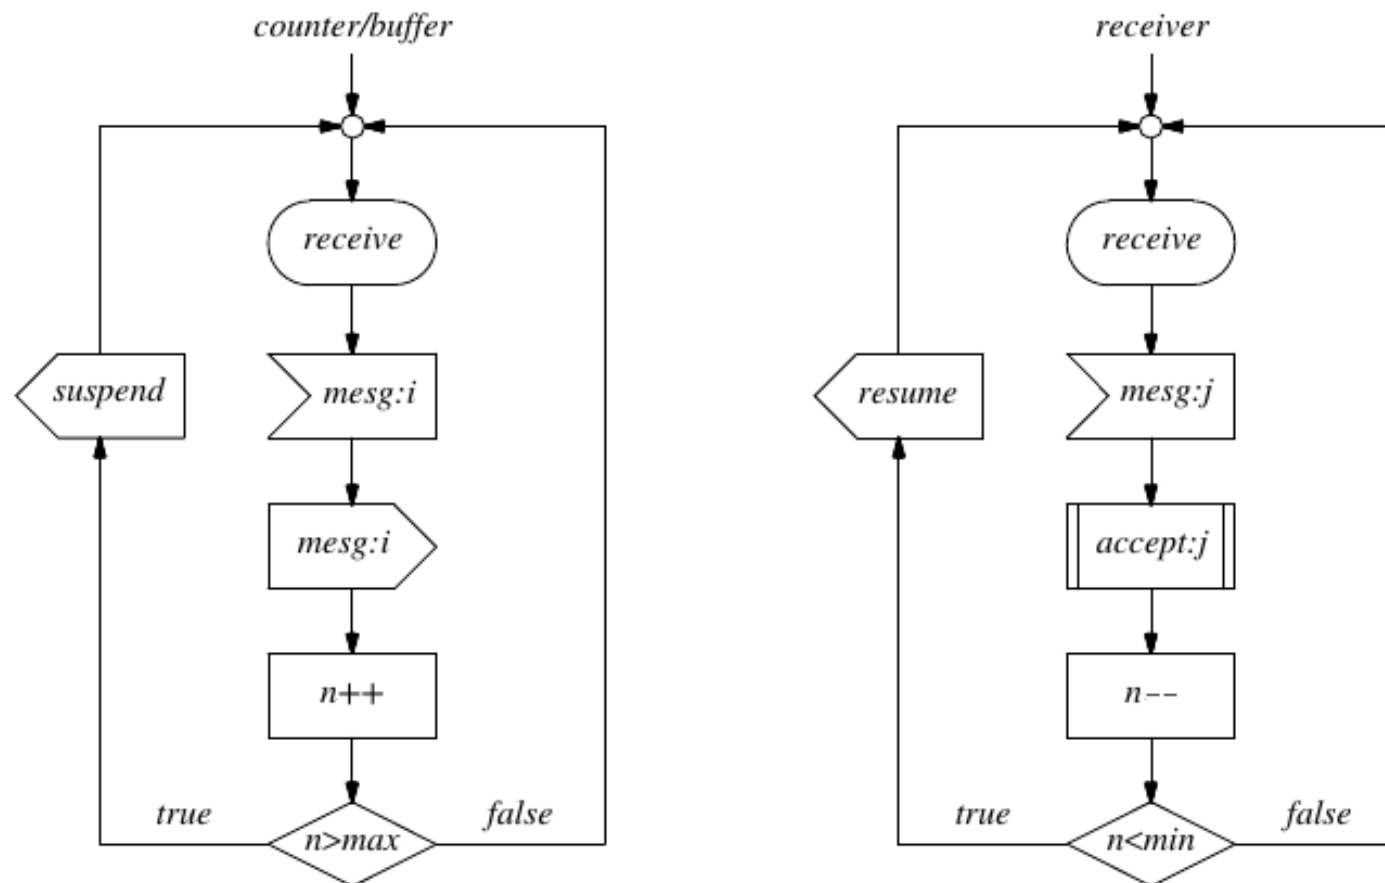 counter/buffer
receive
suspend
mesg:i
mesg:i
n++
true
false
n>max
receiver
receive
resume
mesg:j
accept:j
n--
true
false
n<min